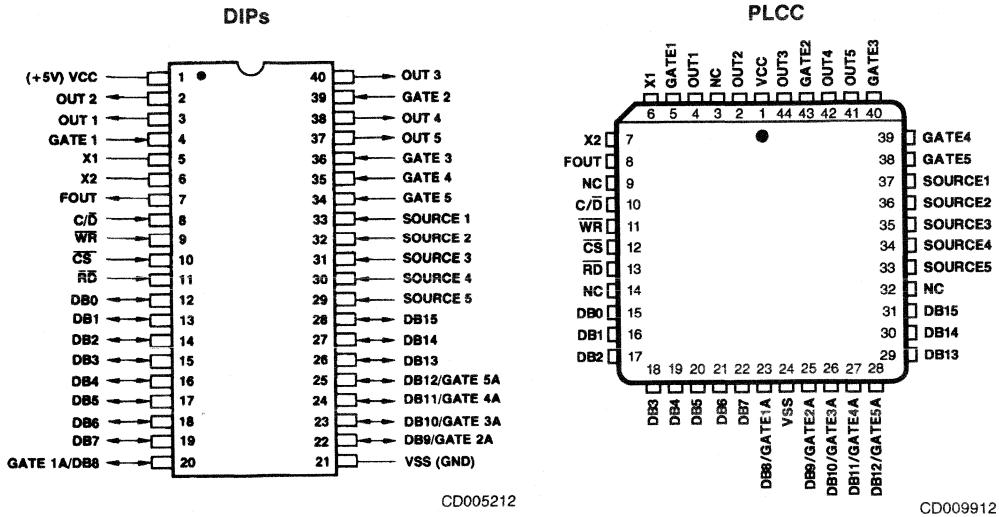 DIPs
(+5V) VCC 1 40 OUT 3
OUT 2 2 39 GATE 2
OUT 1 3 38 OUT 4
GATE 1 4 37 OUT 5
X1 5 36 GATE 3
X2 6 35 GATE 4
FOUT 7 34 GATE 5
C/D̅ 8 33 SOURCE 1
W̅R̅ 9 32 SOURCE 2
C̅S̅ 10 31 SOURCE 3
R̅D̅ 11 30 SOURCE 4
DB0 12 29 SOURCE 5
DB1 13 28 DB15
DB2 14 27 DB14
DB3 15 26 DB13
DB4 16 25 DB12/GATE 5A
DB5 17 24 DB11/GATE 4A
DB6 18 23 DB10/GATE 3A
DB7 19 22 DB9/GATE 2A
GATE 1A/DB8 20 21 VSS (GND)
CD005212
PLCC
X1 GATE1 OUT1 NC OUT2 VCC OUT3 GATE2 OUT4 OUT5 GATE3
6 5 4 3 2 1 44 43 42 41 40
X2 7 39 GATE4
FOUT 8 38 GATE5
NC 9 37 SOURCE1
C/D̅ 10 36 SOURCE2
W̅R̅ 11 35 SOURCE3
C̅S̅ 12 34 SOURCE4
R̅D̅ 13 33 SOURCE5
NC 14 32 NC
DB0 15 31 DB15
DB1 16 30 DB14
DB2 17 29 DB13
18 19 20 21 22 23 24 25 26 27 28
DB3 DB4 DB5 DB6 DB7 DB8/GATE1A VSS DB9/GATE2A DB10/GATE3A DB11/GATE4A DB12/GATE5A
CD009912